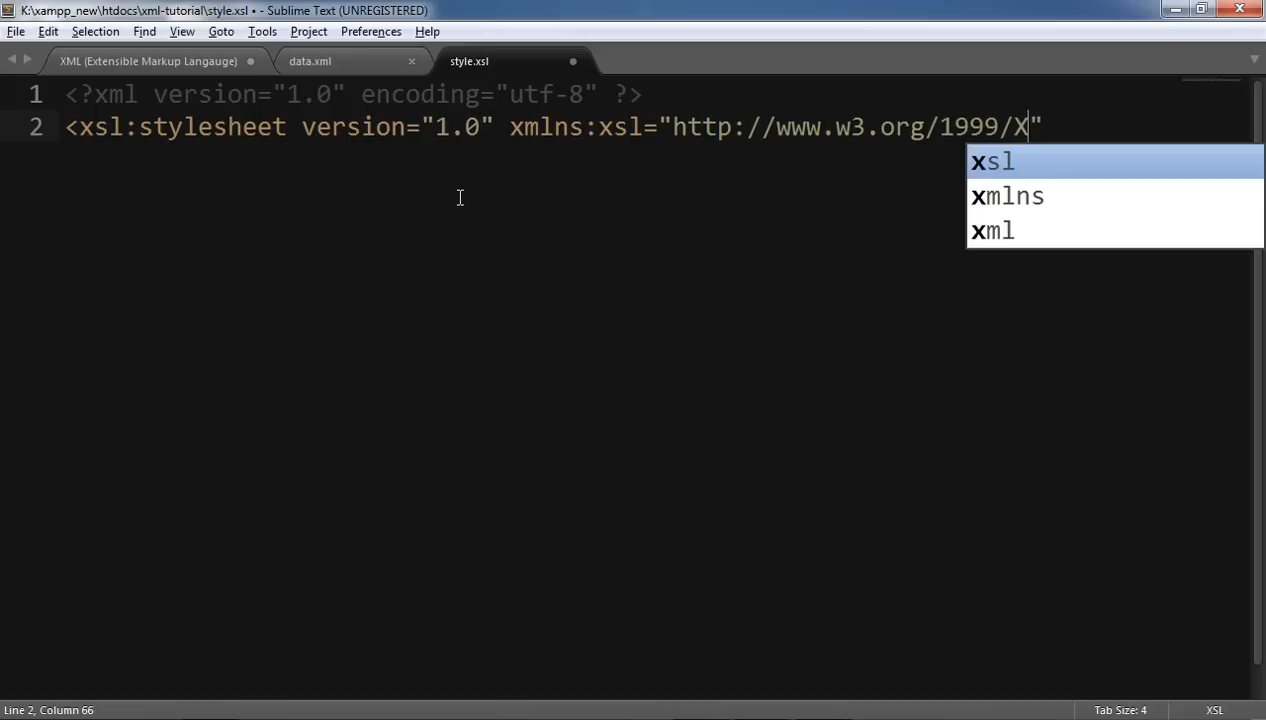 K:\xampp_new\htdocs\xml-tutorial\style.xsl • - Sublime Text (UNREGISTERED)
File Edit Selection Find View Goto Tools Project Preferences Help
XML (Extensible Markup Langauge) data.xml style.xsl
1 <?xml version="1.0" encoding="utf-8" ?>
2 <xsl:stylesheet version="1.0" xmlns:xsl="http://www.w3.org/1999/X"
xsl
xmlns
xml
Line 2, Column 66 Tab Size: 4 XSL